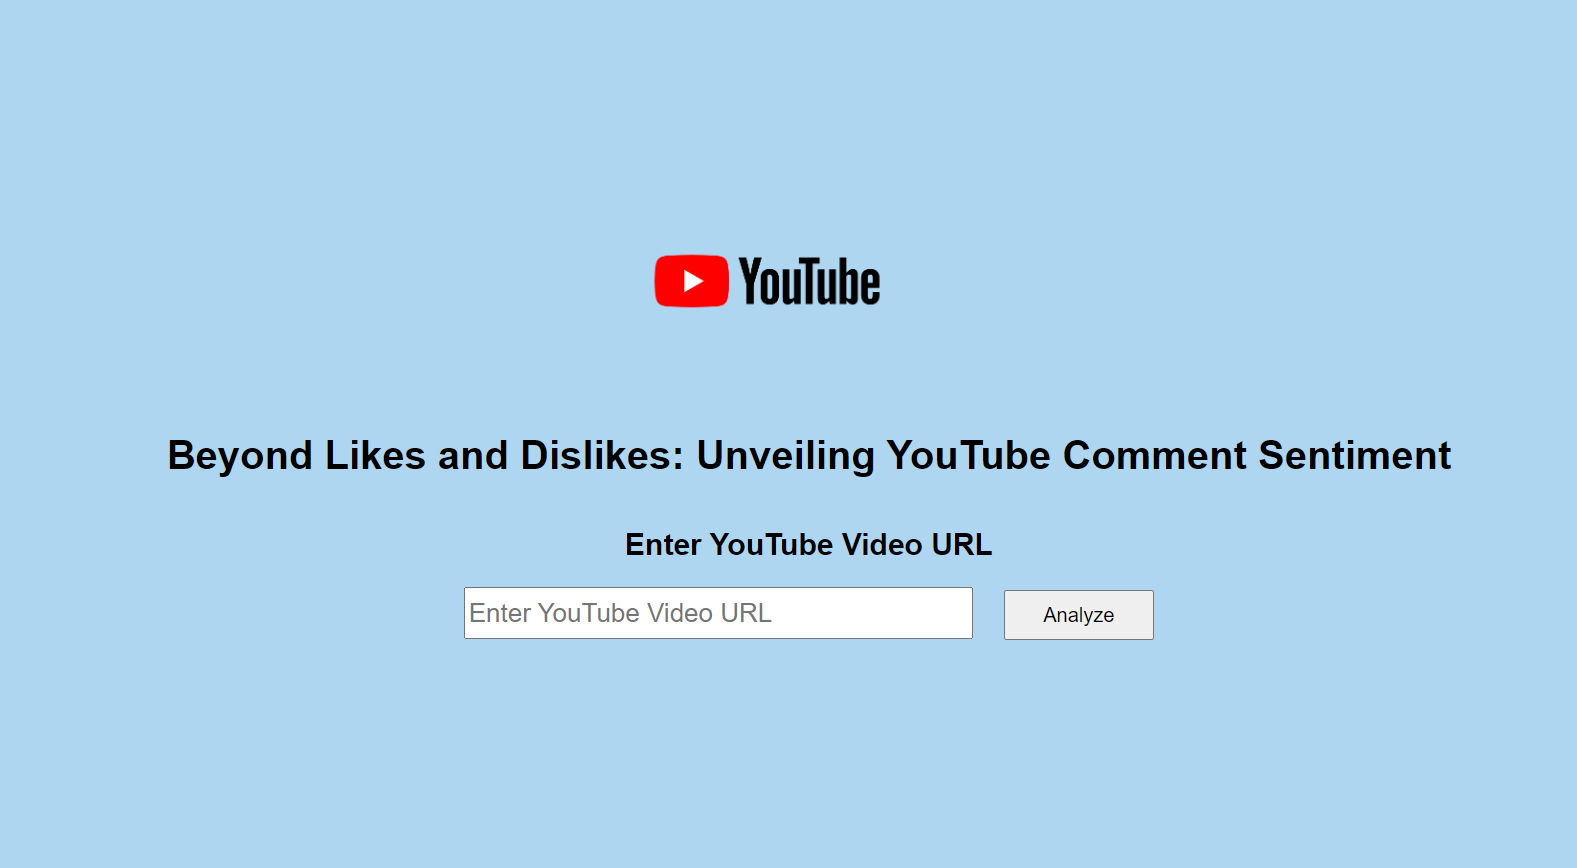 YouTube
Beyond Likes and Dislikes: Unveiling YouTube Comment Sentiment
Enter YouTube Video URL
Enter YouTube Video URL
Analyze